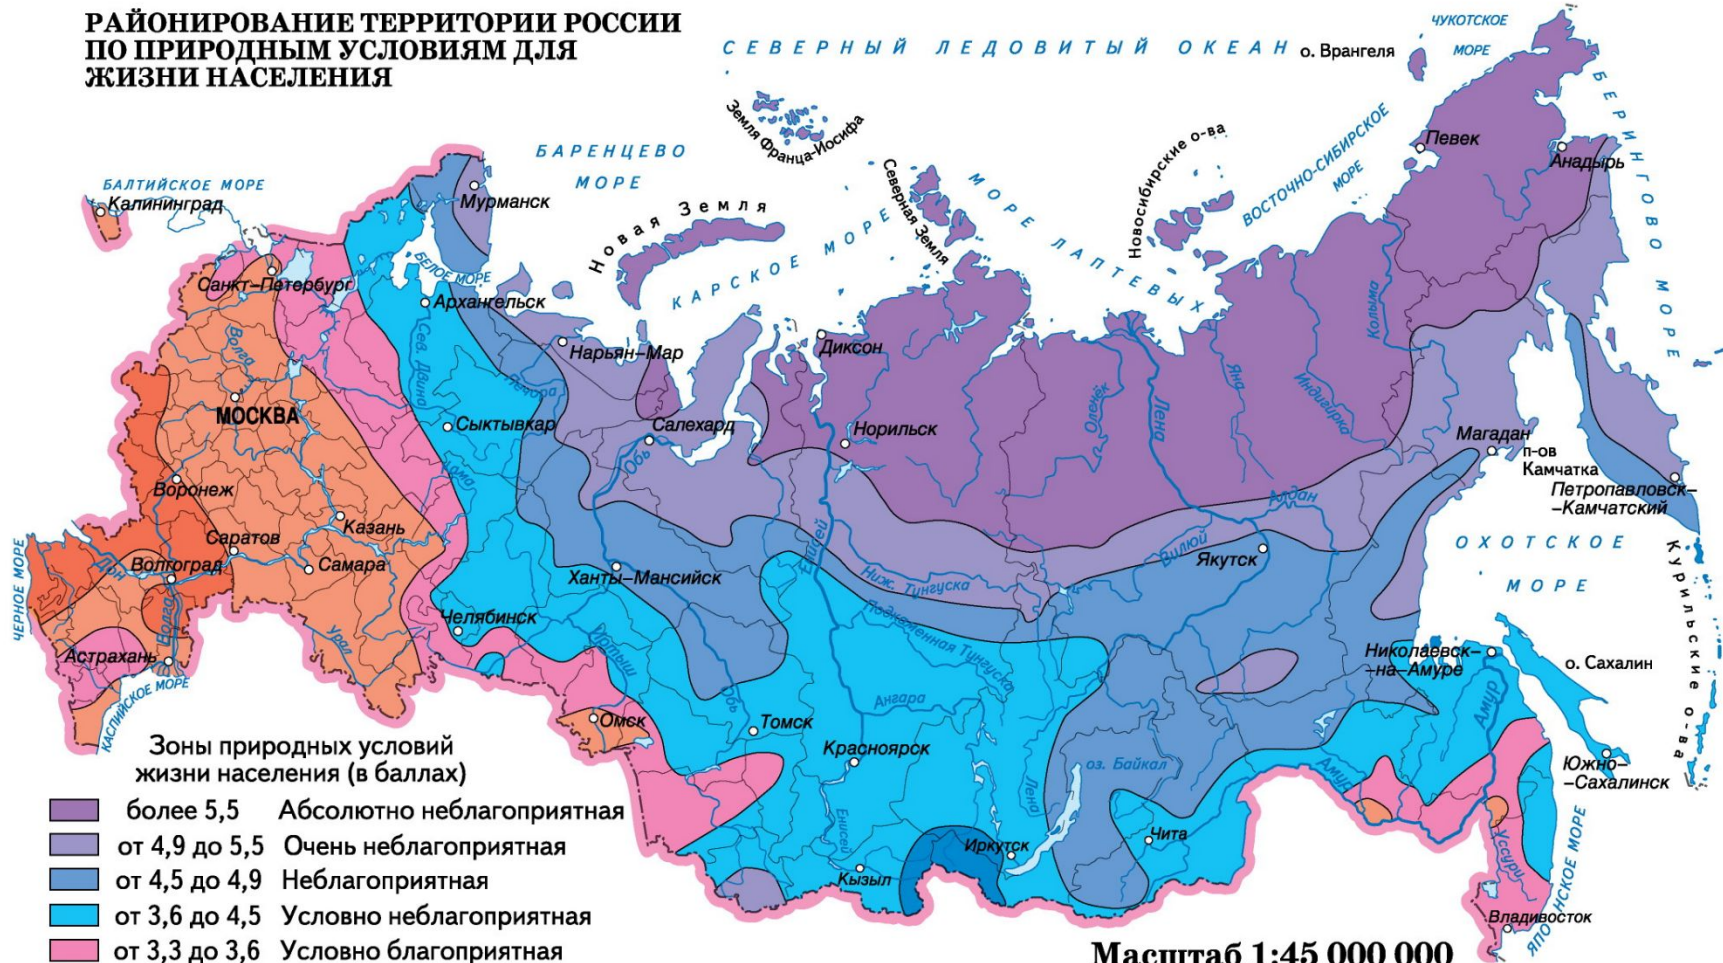 РАЙОНИРОВАНИЕ ТЕРРИТОРИИ РОССИИ
ПО ПРИРОДНЫМ УСЛОВИЯМ ДЛЯ
ЖИЗНИ НАСЕЛЕНИЯ
СЕВЕРНЫЙ ЛЕДОВИТЫЙ ОКЕАН
о. Врангеля
ЧУКОТСКОЕ
МОРЕ
БЕРИНГОВО МОРЕ
Земля Франца-Иосифа
БАРЕНЦЕВО
МОРЕ
Новая Земля
КАРСКОЕ МОРЕ
Северная Земля
МОРЕ ЛАПТЕВЫХ
Новосибирские о-ва
ВОСТОЧНО-СИБИРСКОЕ
МОРЕ
Певек
Анадырь
БАЛТИЙСКОЕ МОРЕ
Калининград
Мурманск
БЕЛОЕ МОРЕ
Санкт-Петербург
Архангельск
Нарьян-Мар
Диксон
Волга
Сев. Двина
Печора
МОСКВА
Сыктывкар
Салехард
Норильск
Обь
Оленёк
Лена
Яна
Индигирка
Колыма
Магадан
п-ов
Камчатка
Петропавловск-
-Камчатский
Воронеж
Кама
Казань
Саратов
Самара
Волгоград
Дон
Волга
ЧЕРНОЕ МОРЕ
Астрахань
КАСПИЙСКОЕ МОРЕ
Урал
Челябинск
Ханты-Мансийск
Иртыш
Обь
Енисей
Ниж. Тунгуска
Подкаменная Тунгуска
Вилюй
Алдан
Якутск
ОХОТСКОЕ
МОРЕ
Курильские о-ва
Николаевск-
-на-Амуре
о. Сахалин
Омск
Томск
Ангара
Красноярск
Лена
оз. Байкал
Амур
Амур
Южно-
-Сахалинск
Енисей
Кызыл
Иркутск
Чита
Уссури
Владивосток
ЯПОНСКОЕ МОРЕ
Зоны природных условий
жизни населения (в баллах)
более 5,5 Абсолютно неблагоприятная
от 4,9 до 5,5 Очень неблагоприятная
от 4,5 до 4,9 Неблагоприятная
от 3,6 до 4,5 Условно неблагоприятная
от 3,3 до 3,6 Условно благоприятная
Масштаб 1:45 000 000